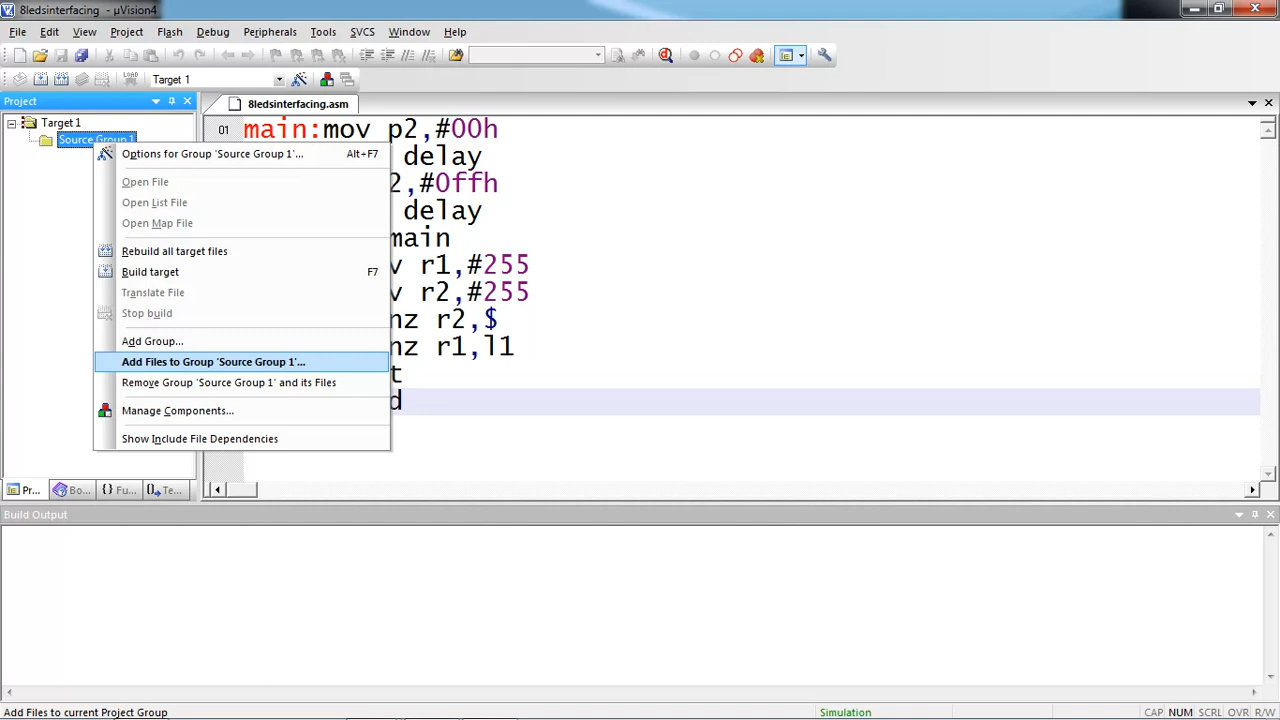 8ledsinterfacing - µVision4
File Edit View Project Flash Debug Peripherals Tools SVCS Window Help
LOAD Target 1
Project
8ledsinterfacing.asm
Target 1
Source Group 1
Options for Group 'Source Group 1'... Alt+F7
Open File
Open List File
Open Map File
Rebuild all target files
Build target F7
Translate File
Stop build
Add Group...
Add Files to Group 'Source Group 1'...
Remove Group 'Source Group 1' and its Files
Manage Components...
Show Include File Dependencies
01 main:mov p2,#00h
delay
2,#0ffh
delay
main
v r1,#255
v r2,#255
nz r2,$
nz r1,l1
t
d
Pr... Bo... {} Fu... Te...
Build Output
Add Files to current Project Group Simulation CAP NUM SCRL OVR R/W